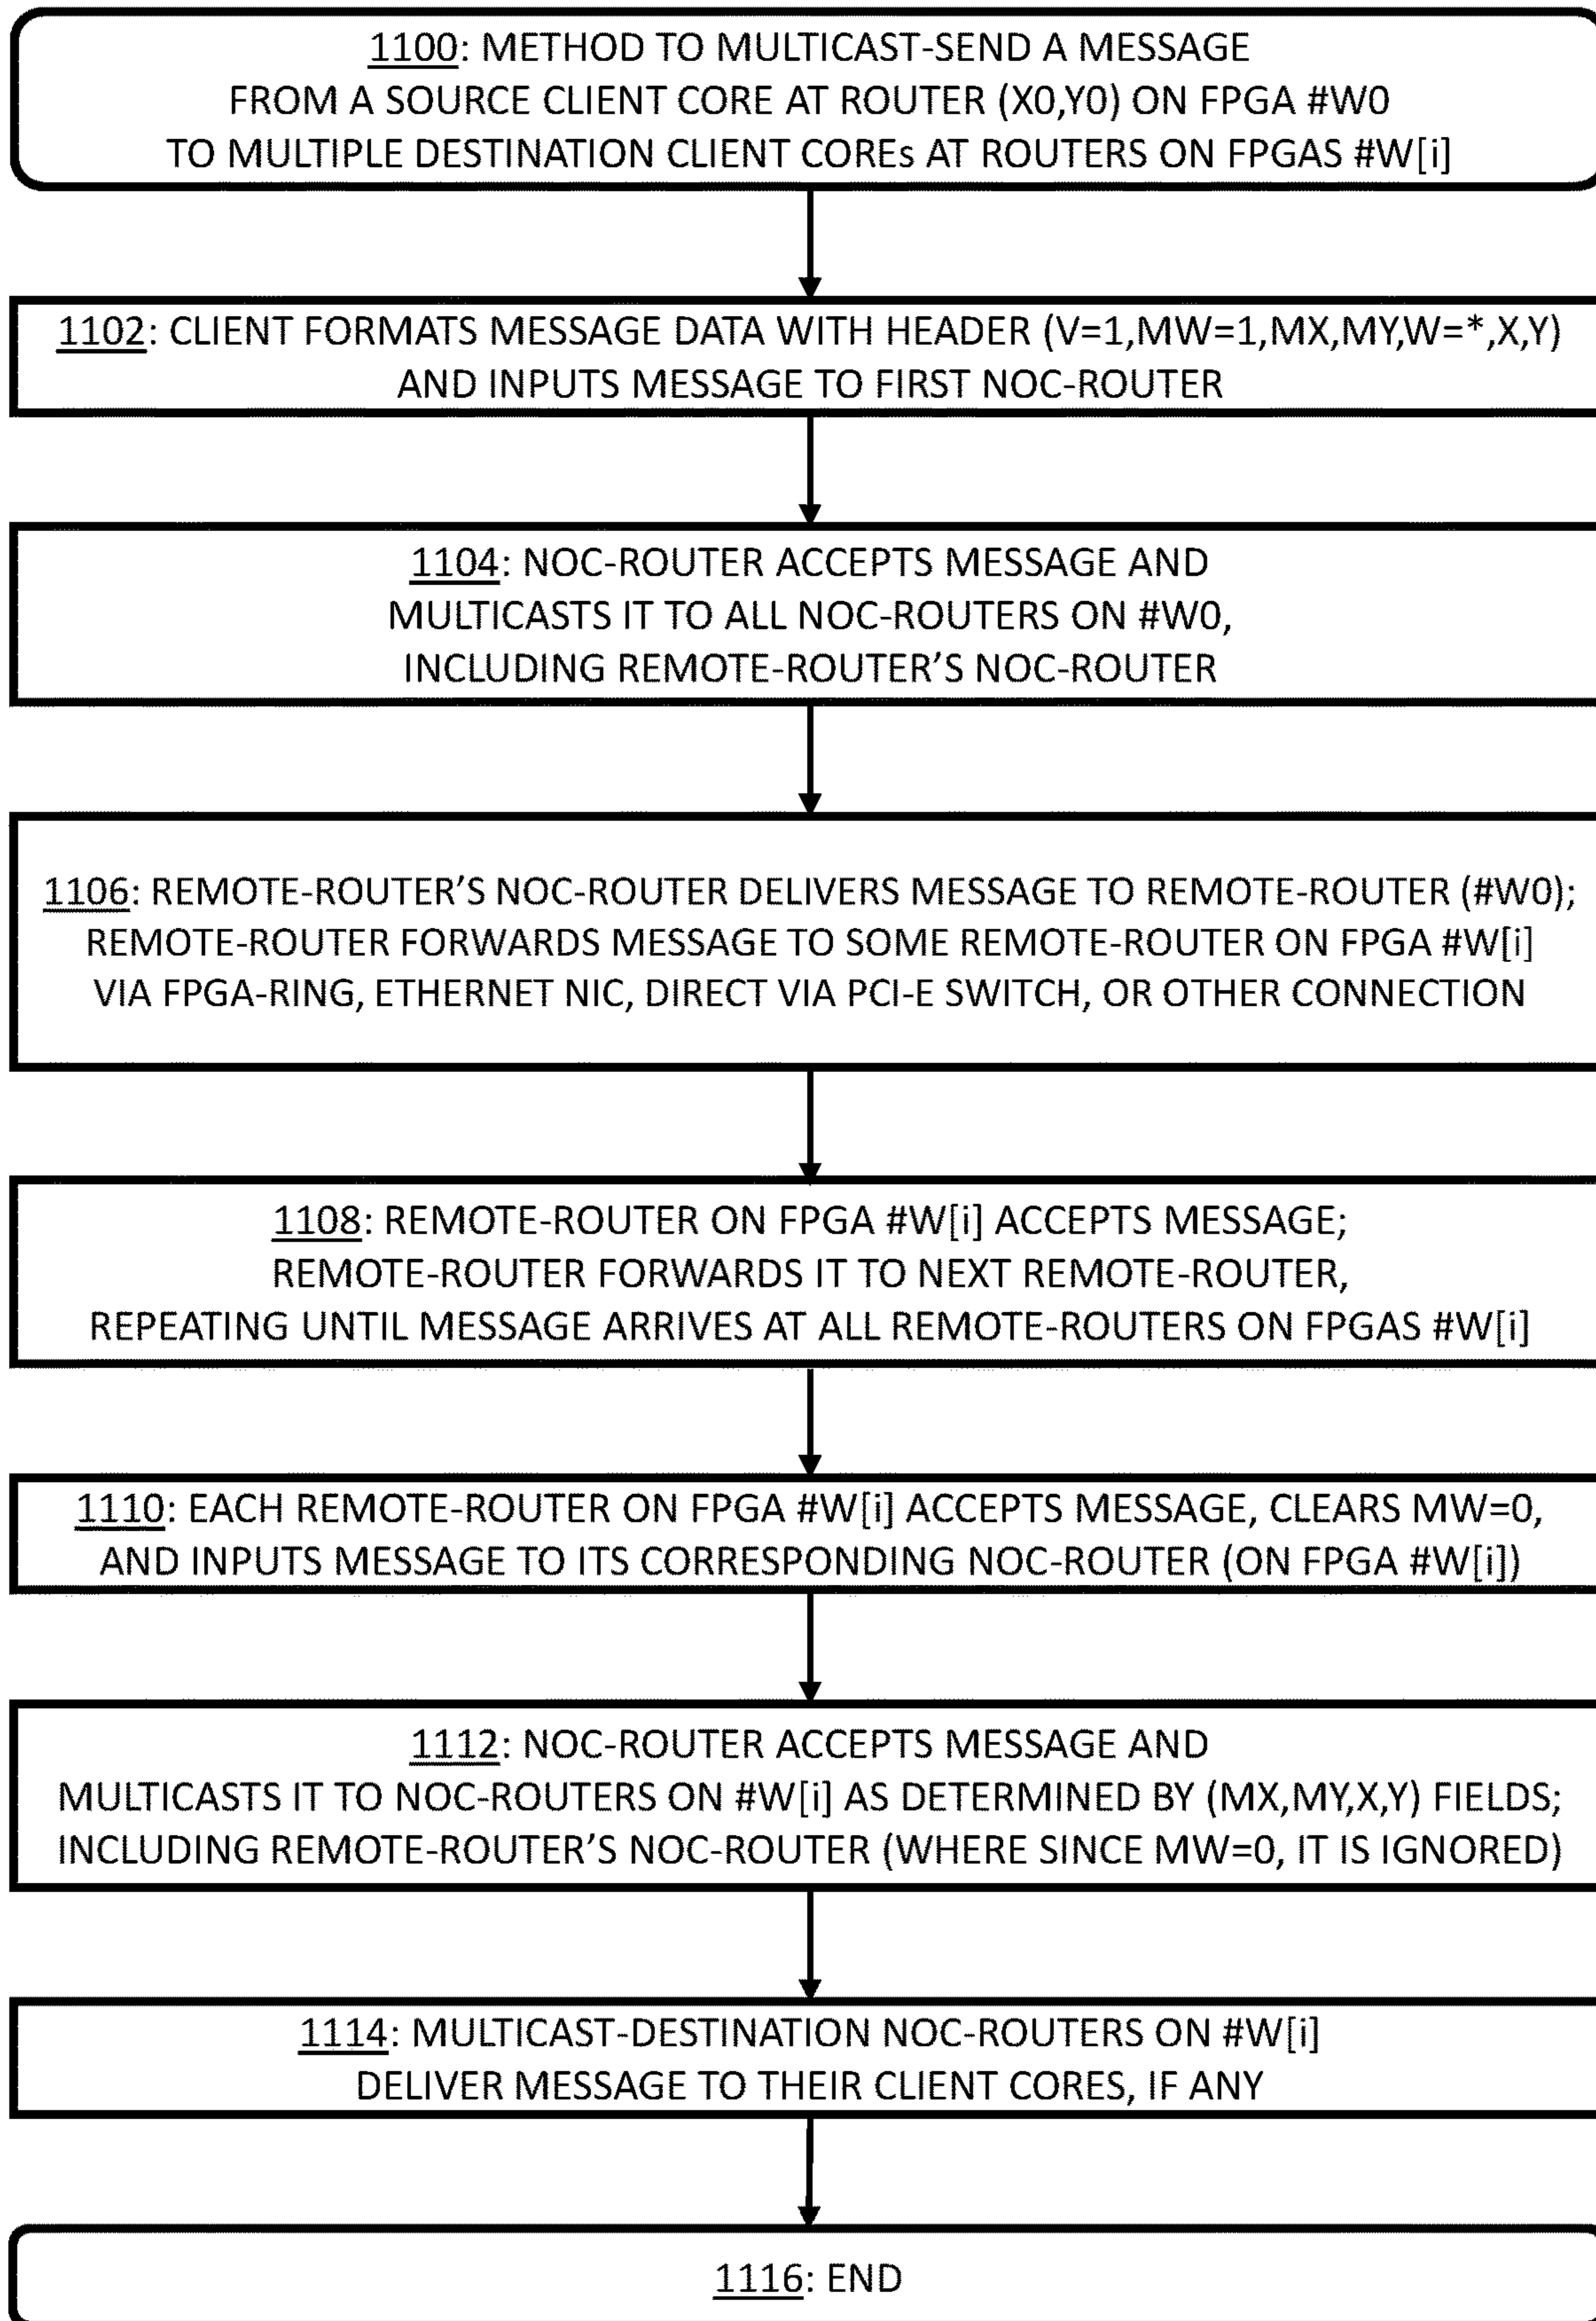 1100: METHOD TO MULTICAST-SEND A MESSAGE
FROM A SOURCE CLIENT CORE AT ROUTER (X0,Y0) ON FPGA #W0
TO MULTIPLE DESTINATION CLIENT COREs AT ROUTERS ON FPGAS #W[i]
1102: CLIENT FORMATS MESSAGE DATA WITH HEADER (V=1,MW=1,MX,MY,W=*,X,Y)
AND INPUTS MESSAGE TO FIRST NOC-ROUTER
1104: NOC-ROUTER ACCEPTS MESSAGE AND
MULTICASTS IT TO ALL NOC-ROUTERS ON #W0,
INCLUDING REMOTE-ROUTER'S NOC-ROUTER
1106: REMOTE-ROUTER'S NOC-ROUTER DELIVERS MESSAGE TO REMOTE-ROUTER (#W0);
REMOTE-ROUTER FORWARDS MESSAGE TO SOME REMOTE-ROUTER ON FPGA #W[i]
VIA FPGA-RING, ETHERNET NIC, DIRECT VIA PCI-E SWITCH, OR OTHER CONNECTION
1108: REMOTE-ROUTER ON FPGA #W[i] ACCEPTS MESSAGE;
REMOTE-ROUTER FORWARDS IT TO NEXT REMOTE-ROUTER,
REPEATING UNTIL MESSAGE ARRIVES AT ALL REMOTE-ROUTERS ON FPGAS #W[i]
1110: EACH REMOTE-ROUTER ON FPGA #W[i] ACCEPTS MESSAGE, CLEARS MW=0,
AND INPUTS MESSAGE TO ITS CORRESPONDING NOC-ROUTER (ON FPGA #W[i])
1112: NOC-ROUTER ACCEPTS MESSAGE AND
MULTICASTS IT TO NOC-ROUTERS ON #W[i] AS DETERMINED BY (MX,MY,X,Y) FIELDS;
INCLUDING REMOTE-ROUTER'S NOC-ROUTER (WHERE SINCE MW=0, IT IS IGNORED)
1114: MULTICAST-DESTINATION NOC-ROUTERS ON #W[i]
DELIVER MESSAGE TO THEIR CLIENT CORES, IF ANY
1116: END